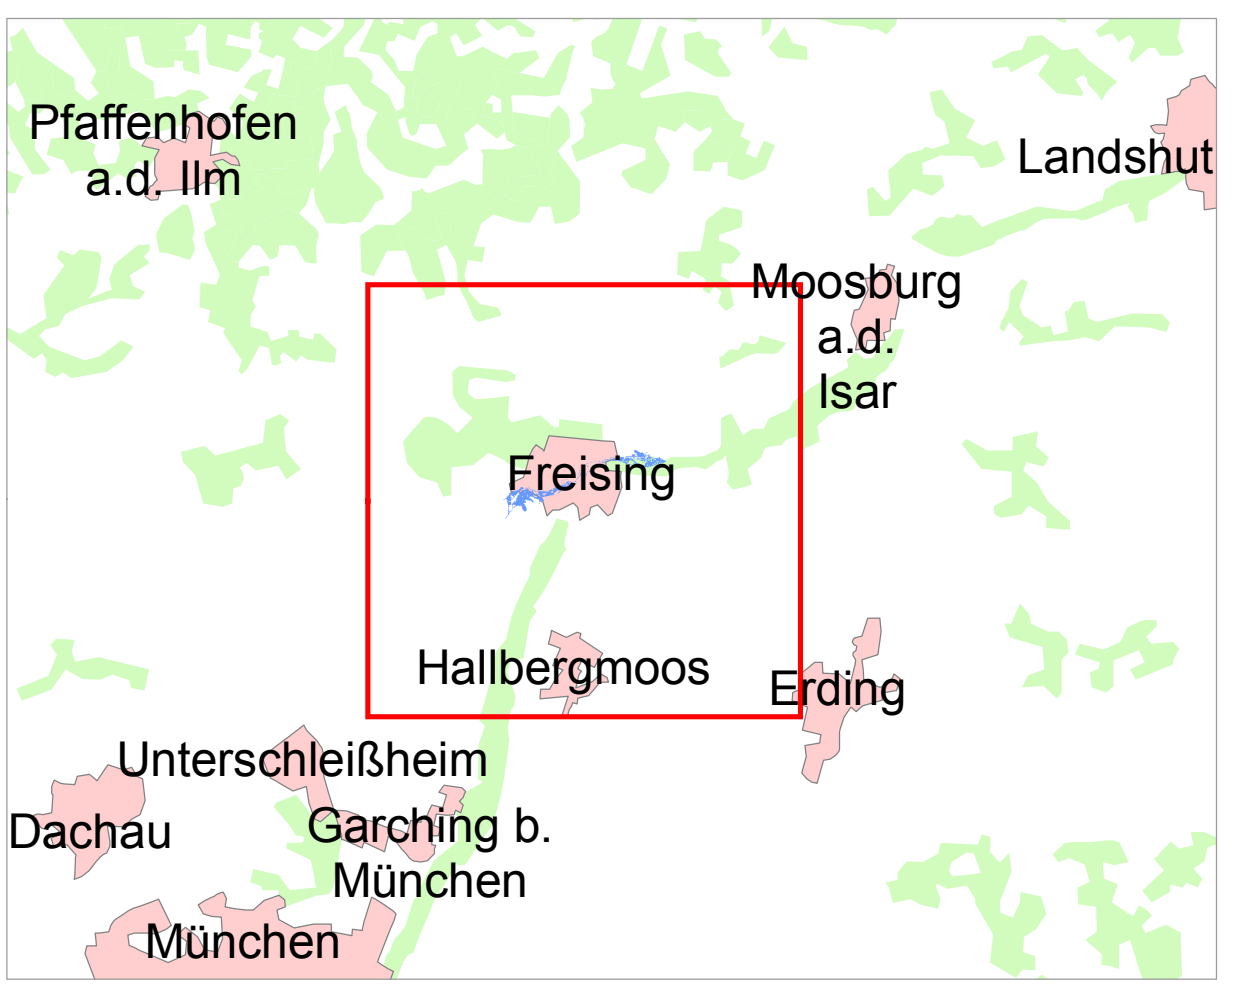 Pfaffenhofen
a.d. Ilm
Landshut
Moosburg
a.d.
Isar
Freising
Hallbergmoos
Erding
Unterschleißheim
Dachau
Garching b.
München
München